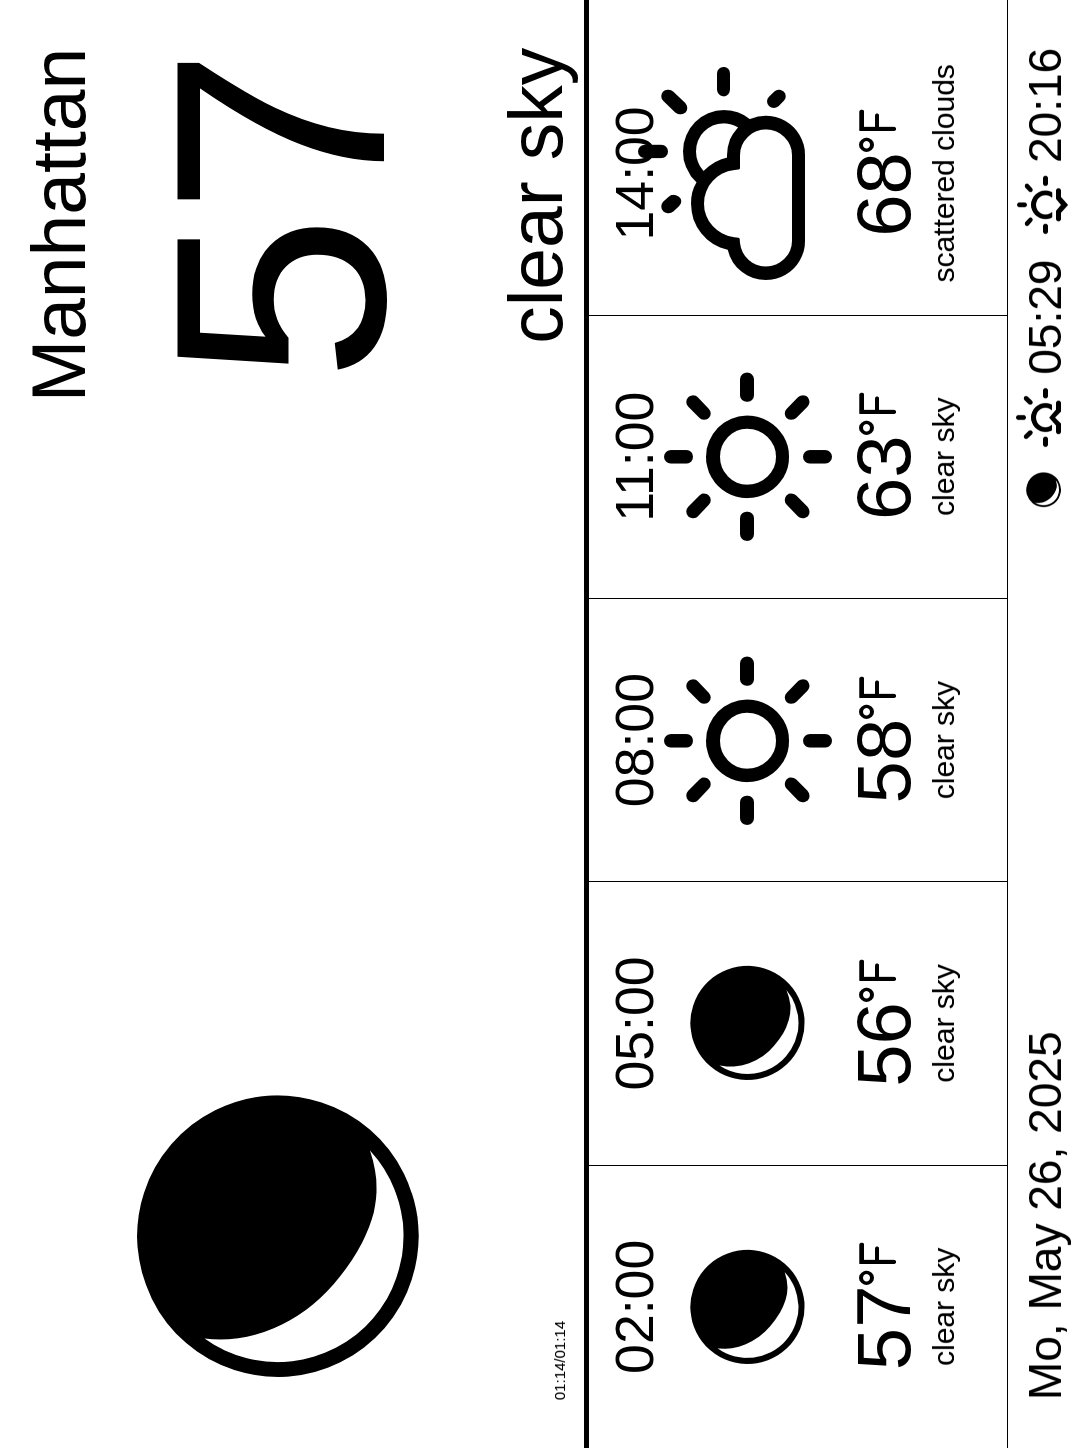 Manhattan
57
clear sky
01:14/01:14
02:00 05:00 08:00 11:00 14:00
57°F 56°F 58°F 63°F 68°F
clear sky clear sky clear sky clear sky scattered clouds
Mo, May 26, 2025 05:29 20:16